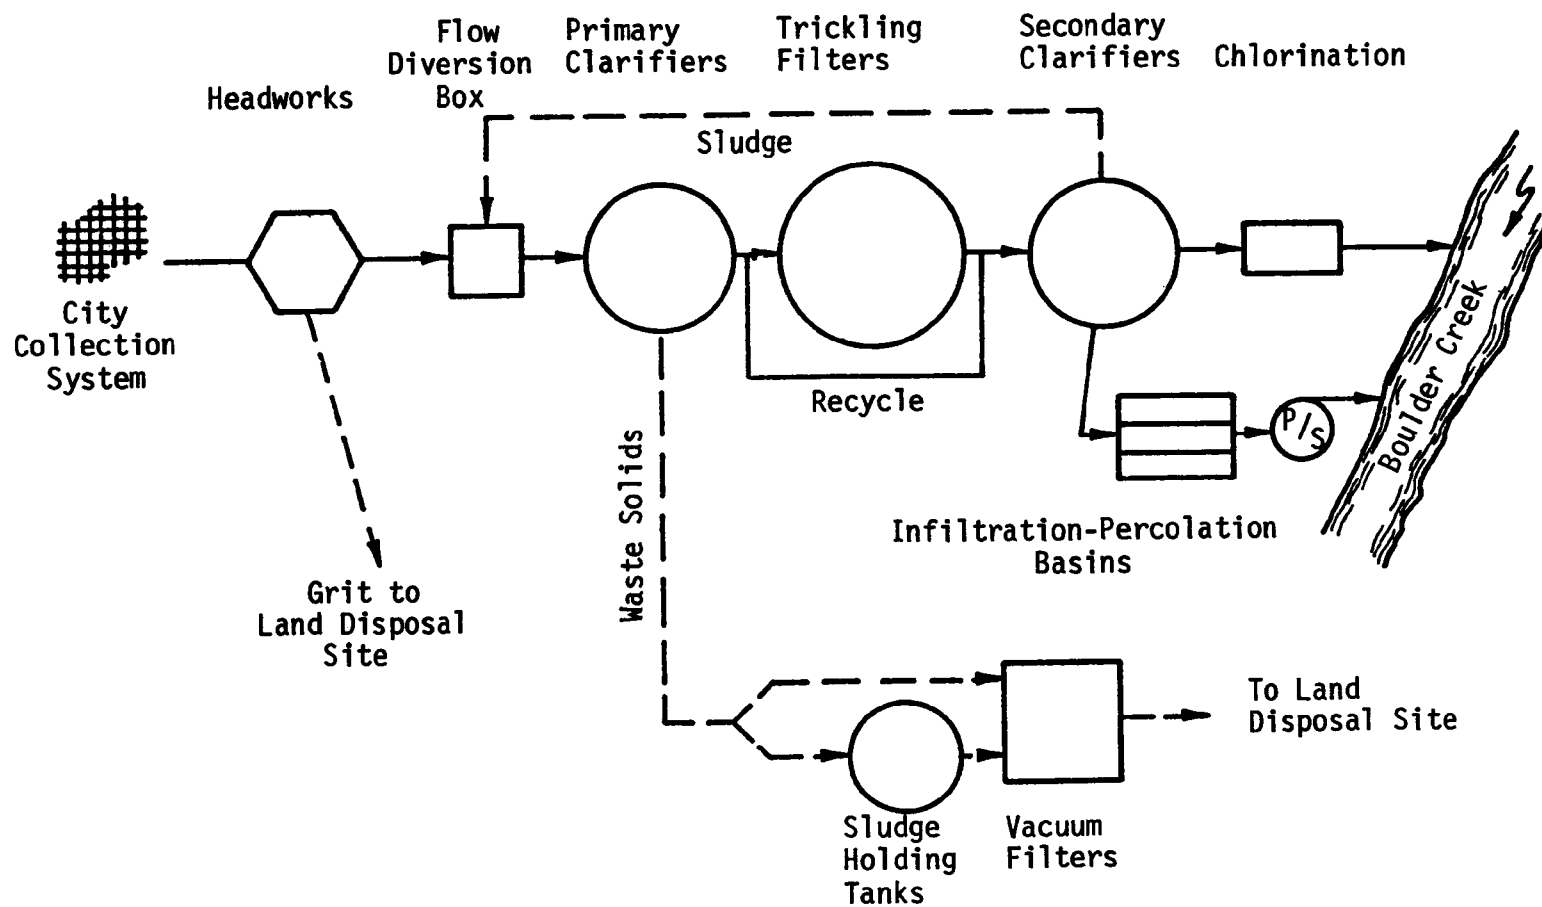 Flow
Diversion
Box
Primary
Clarifiers
Trickling
Filters
Secondary
Clarifiers
Chlorination
Headworks
Sludge
City
Collection
System
Recycle
Boulder Creek
P/S
Waste Solids
Infiltration-Percolation
Basins
Grit to
Land Disposal
Site
To Land
Disposal Site
Sludge
Holding
Tanks
Vacuum
Filters